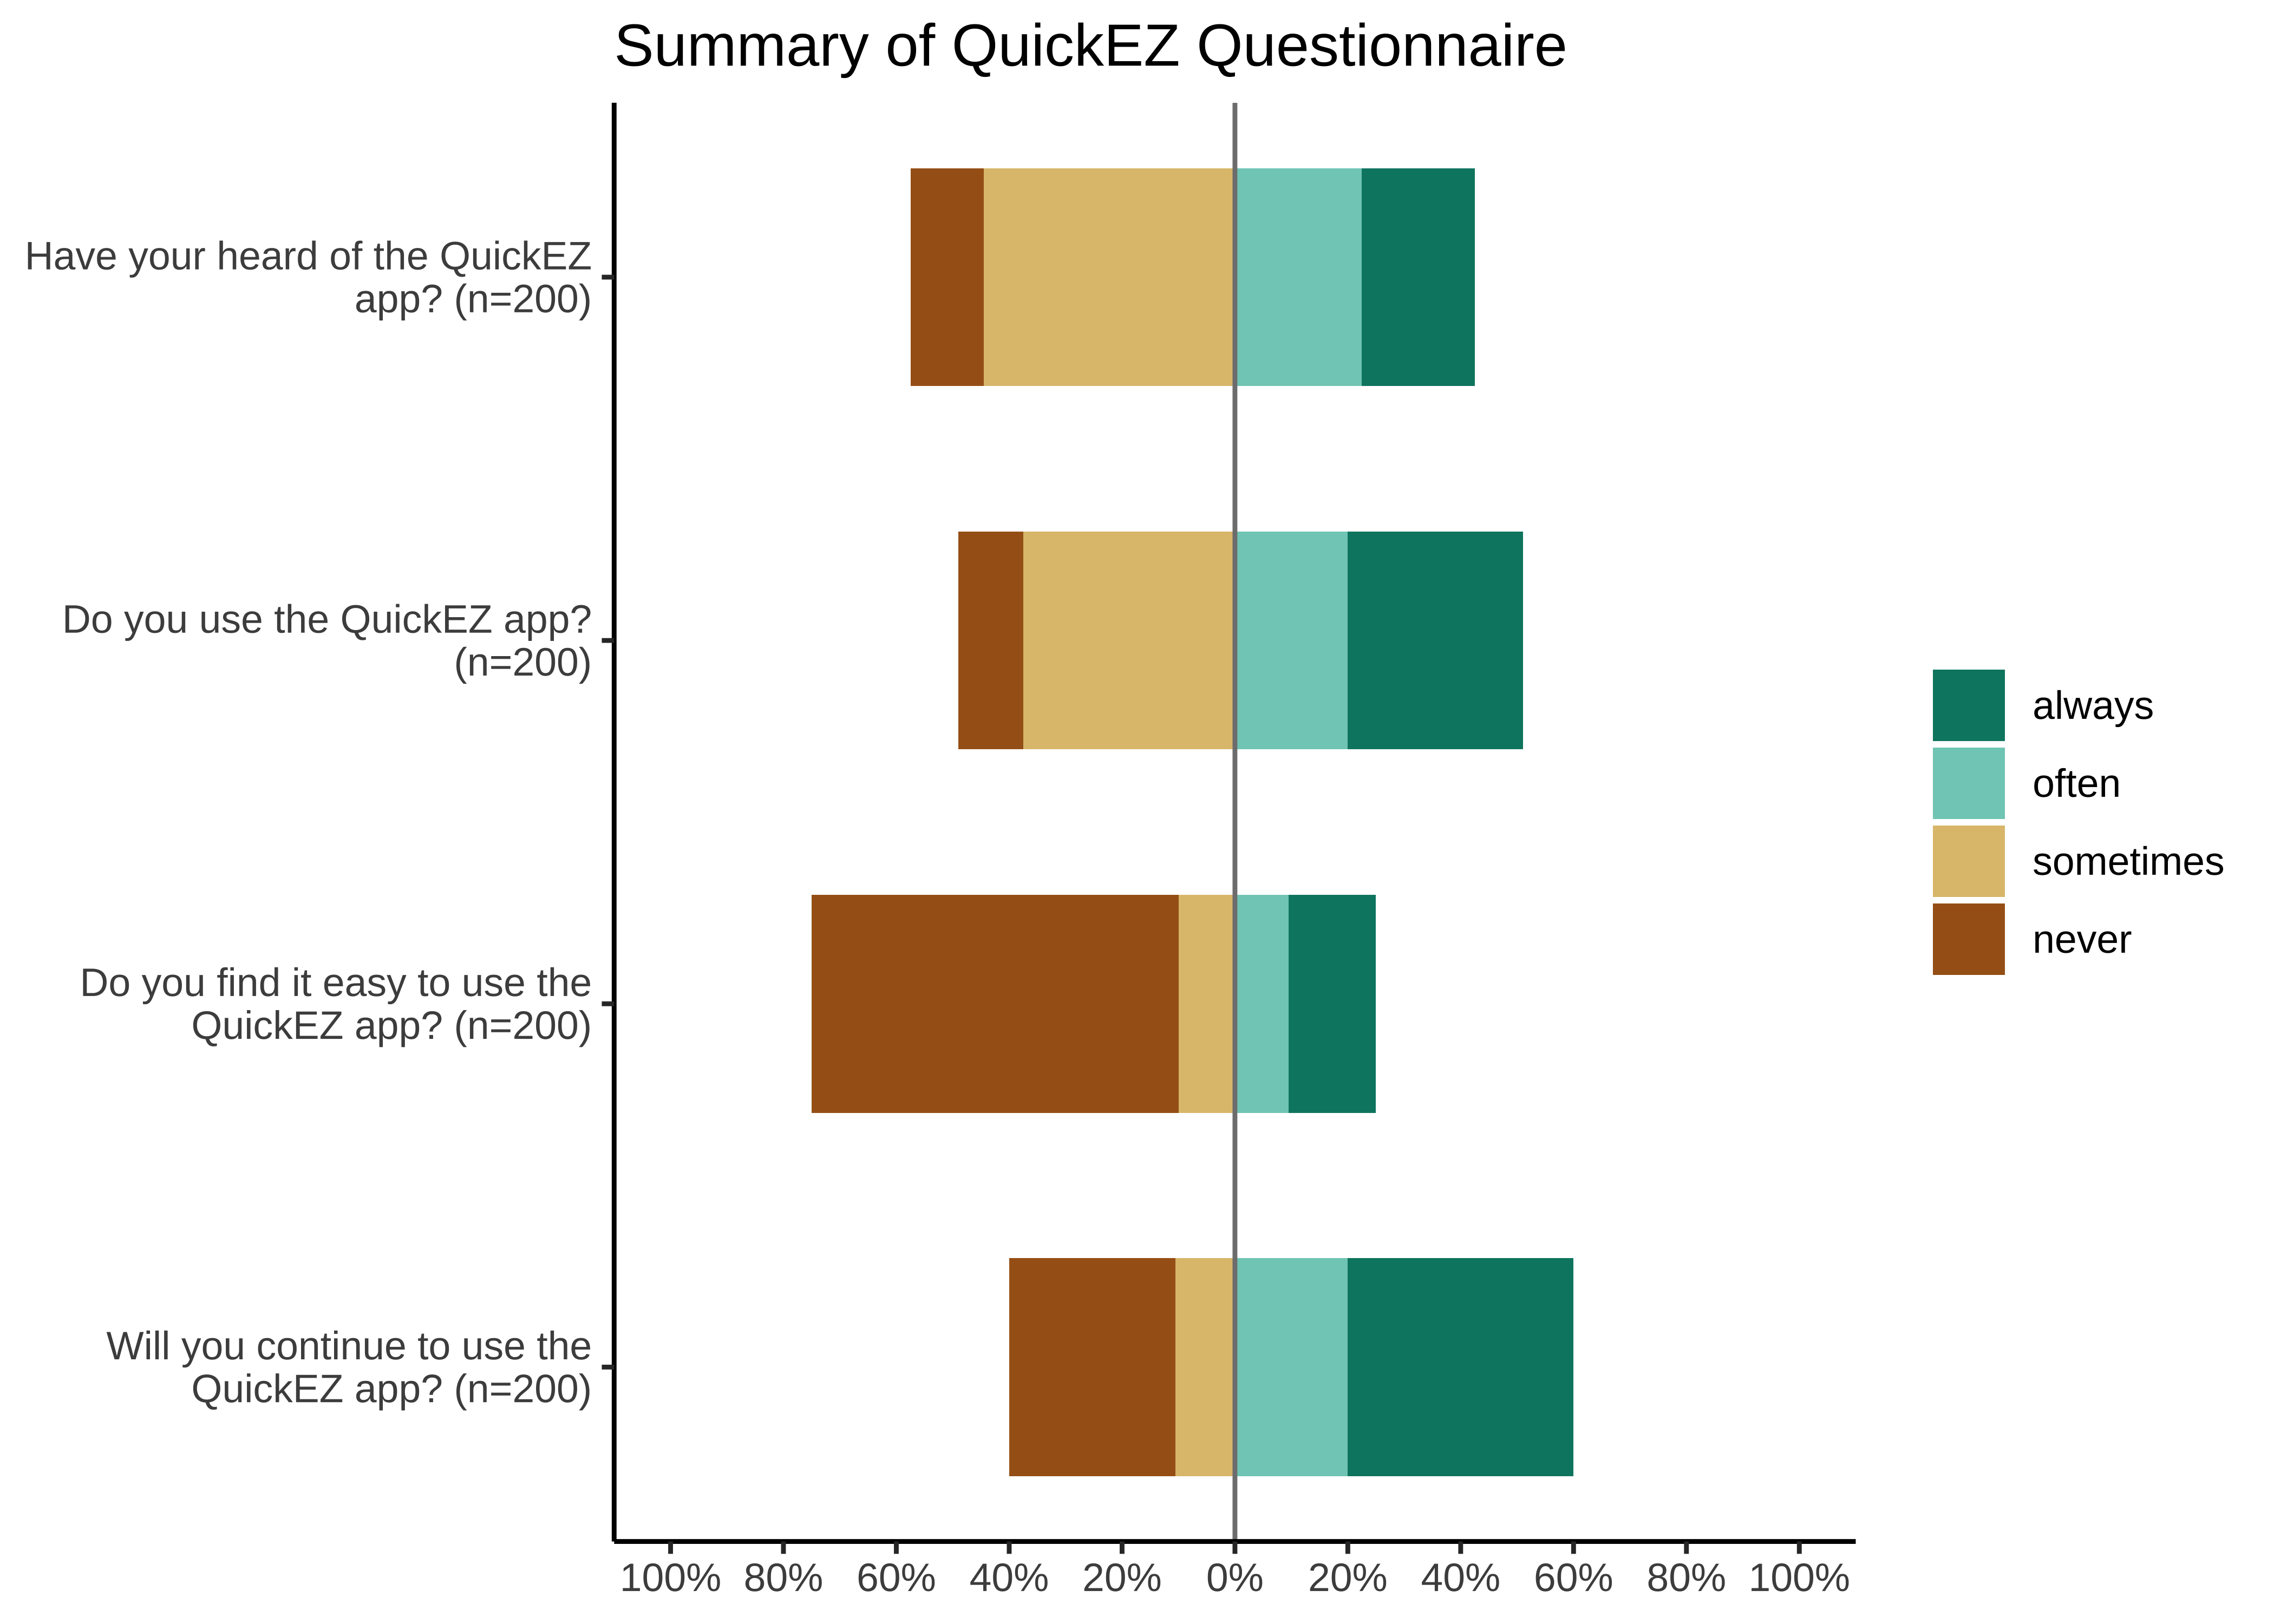 Summary of QuickEZ Questionnaire
Have your heard of the QuickEZ
app? (n=200)
Do you use the QuickEZ app?
(n=200)
Do you find it easy to use the
QuickEZ app? (n=200)
Will you continue to use the
QuickEZ app? (n=200)
always
often
sometimes
never
100% 80% 60% 40% 20% 0% 20% 40% 60% 80% 100%